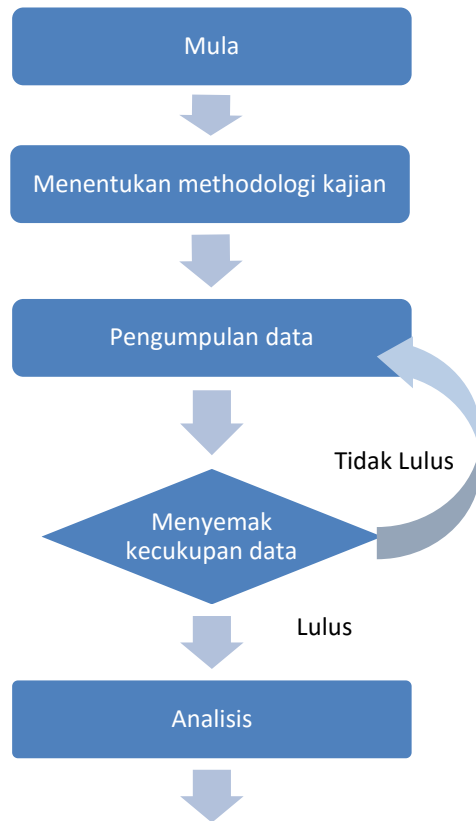 Mula
Menentukan methodologi kajian
Pengumpulan data
Tidak Lulus
Menyemak
kecukupan data
Lulus
Analisis